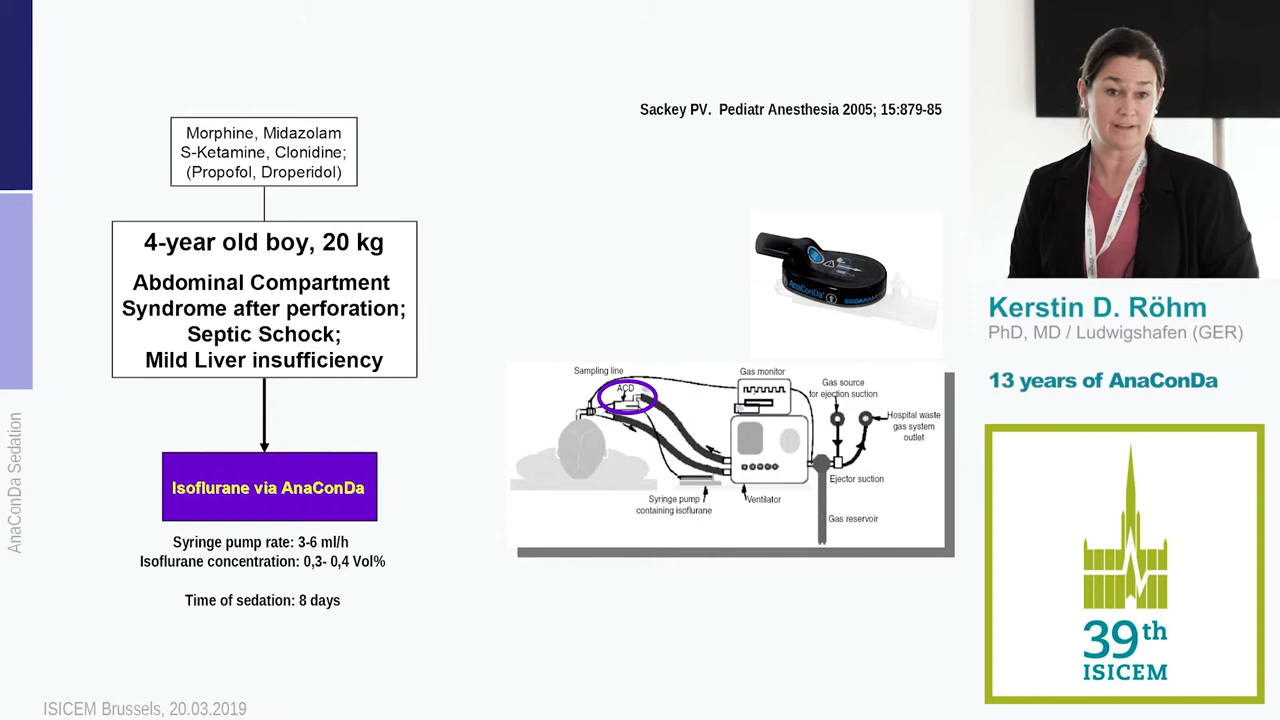 Sackey PV. Pediatr Anesthesia 2005; 15:879-85
Morphine, Midazolam
S-Ketamine, Clonidine;
(Propofol, Droperidol)
4-year old boy, 20 kg
Abdominal Compartment
Syndrome after perforation;
Septic Schock;
Mild Liver insufficiency
Isoflurane via AnaConDa
Syringe pump rate: 3-6 ml/h
Isoflurane concentration: 0,3- 0,4 Vol%
Time of sedation: 8 days
AnaConDa
Sampling line
ACD
Gas monitor
Gas source
for ejection suction
Hospital waste
gas system
outlet
Ejector suction
Syringe pump
containing isoflurane
Ventilator
Gas reservoir
AnaConDa Sedation
ISICEM Brussels, 20.03.2019
Kerstin D. Röhm
PhD, MD / Ludwigshafen (GER)
13 years of AnaConDa
39th
ISICEM